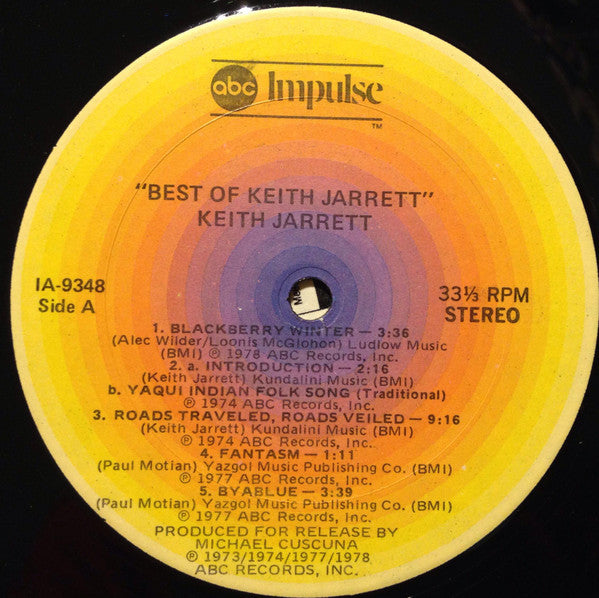 abc Impulse
TM
"BEST OF KEITH JARRETT"
KEITH JARRETT
IA-9348
Side A
33⅓ RPM
STEREO
1. BLACKBERRY WINTER — 3:36
(Alec Wilder/Loonis McGlohon) Ludlow Music
(BMI) ℗ 1978 ABC Records, Inc.
2. a. INTRODUCTION — 2:16
(Keith Jarrett) Kundalini Music (BMI)
b. YAQUI INDIAN FOLK SONG (Traditional)
℗ 1974 ABC Records, Inc.
3. ROADS TRAVELED, ROADS VEILED — 9:16
(Keith Jarrett) Kundalini Music (BMI)
℗ 1974 ABC Records, Inc.
4. FANTASM — 1:11
(Paul Motian) Yazgol Music Publishing Co. (BMI)
℗ 1977 ABC Records, Inc.
5. BYABLUE — 3:39
(Paul Motian) Yazgol Music Publishing Co. (BMI)
℗ 1977 ABC Records, Inc.
PRODUCED FOR RELEASE BY
MICHAEL CUSCUNA
℗ 1973/1974/1977/1978
ABC RECORDS, INC.